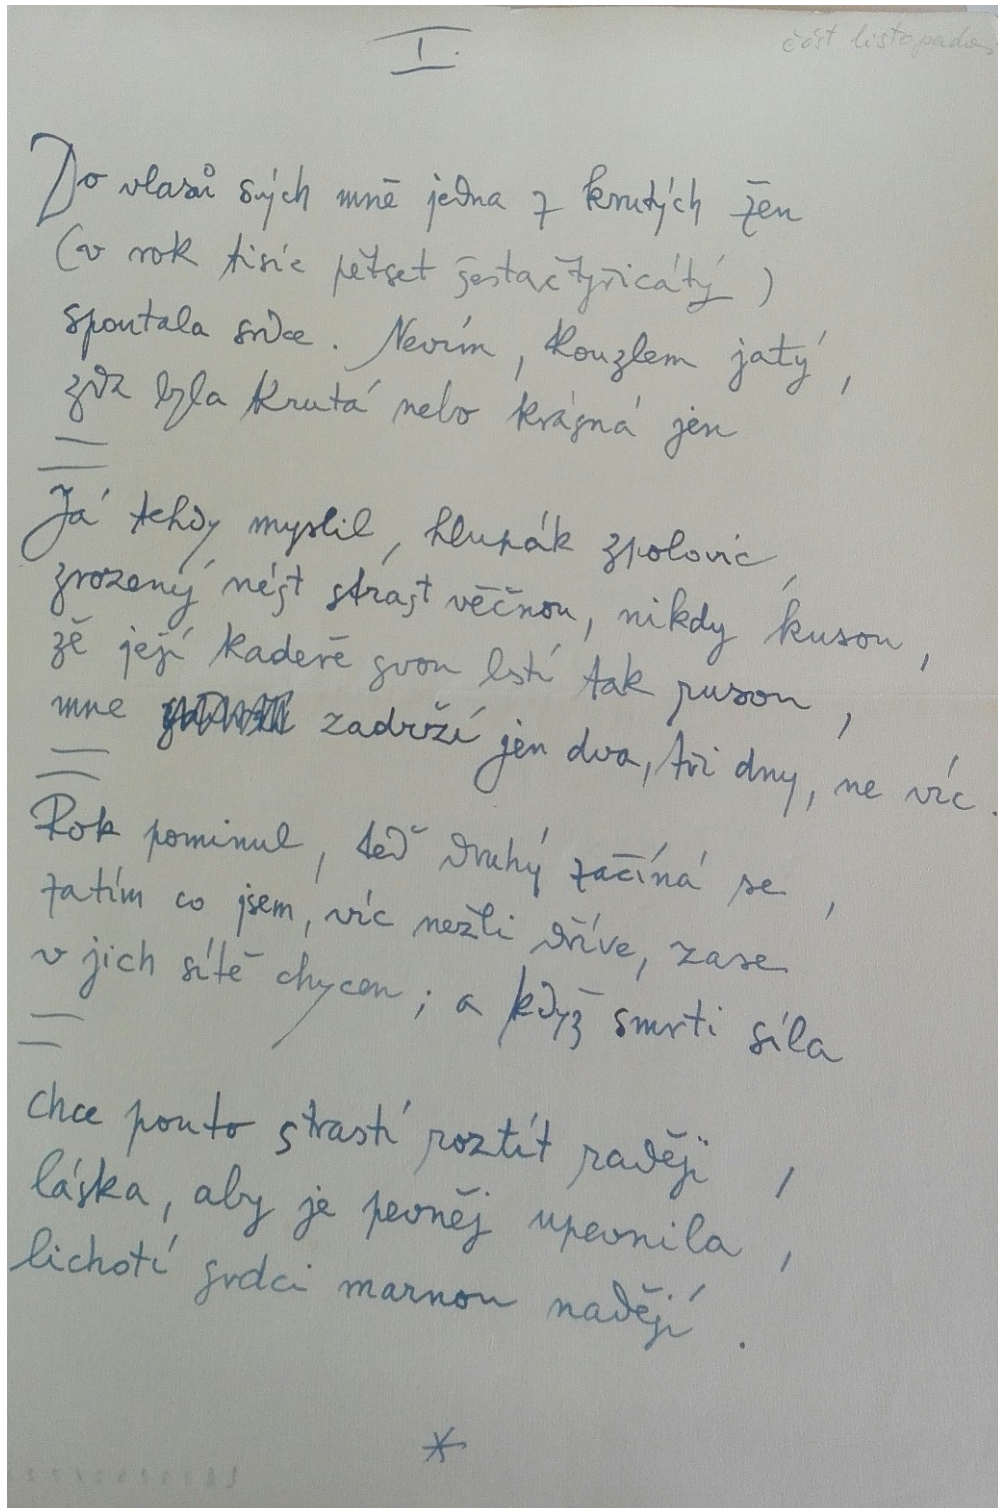 část listopadu
I.
Do vlasů svých mně jedna z krutých žen
(v rok tisíc pětset šestačtyřicátý)
spoutala srdce. Nevím, kouzlem jatý,
zda byla krutá nebo krásná jen
Já tehdy myslil, hlupák zpolovic,
zrozený nést strast věčnou, nikdy kusou,
že její kadeře svou lstí tak rusou,
mne zadrží jen dva, tři dny, ne víc.
Rok pominul, teď druhý začíná se,
zatím co jsem, víc nežli dříve, zase
v jich sítě chycen; a když smrti síla
chce pouto strastí roztít raději,
láska, aby je pevněj upevnila,
lichotí srdci marnou nadějí.
*